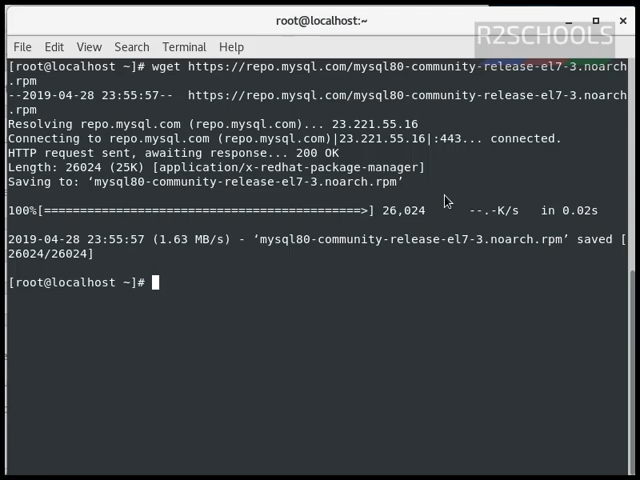 root@localhost:~
R2SCHOOLS
File Edit View Search Terminal Help
[root@localhost ~]# wget https://repo.mysql.com/mysql80-community-release-el7-3.noarch
.rpm
--2019-04-28 23:55:57--  https://repo.mysql.com/mysql80-community-release-el7-3.noarch
.rpm
Resolving repo.mysql.com (repo.mysql.com)... 23.221.55.16
Connecting to repo.mysql.com (repo.mysql.com)|23.221.55.16|:443... connected.
HTTP request sent, awaiting response... 200 OK
Length: 26024 (25K) [application/x-redhat-package-manager]
Saving to: ‘mysql80-community-release-el7-3.noarch.rpm’
100%[============================================>] 26,024      --.-K/s   in 0.02s
2019-04-28 23:55:57 (1.63 MB/s) - ‘mysql80-community-release-el7-3.noarch.rpm’ saved [
26024/26024]
[root@localhost ~]#